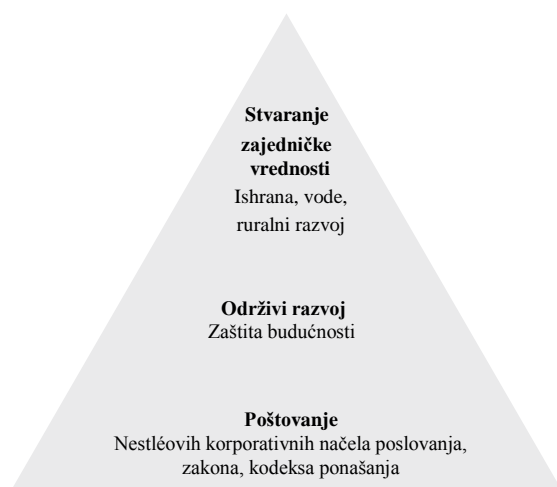 Stvaranje
zajedničke
vrednosti
Ishrana, vode,
ruralni razvoj
Održivi razvoj
Zaštita budućnosti
Poštovanje
Nestléovih korporativnih načela poslovanja,
zakona, kodeksa ponašanja